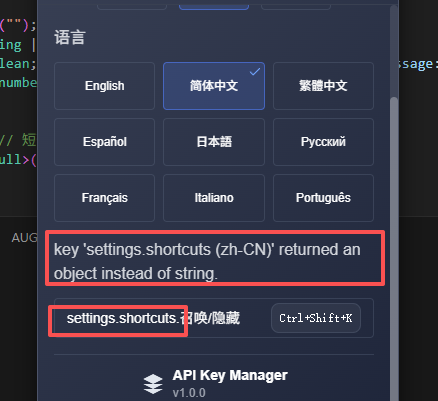 ("");
ing |
lean;
ssage:
numbe
// 短
ull>(
AUG
语言
English
简体中文
繁體中文
Español
日本語
Русский
Français
Italiano
Português
key 'settings.shortcuts (zh-CN)' returned an
object instead of string.
settings.shortcuts.召唤/隐藏
Ctrl+Shift+K
API Key Manager
v1.0.0